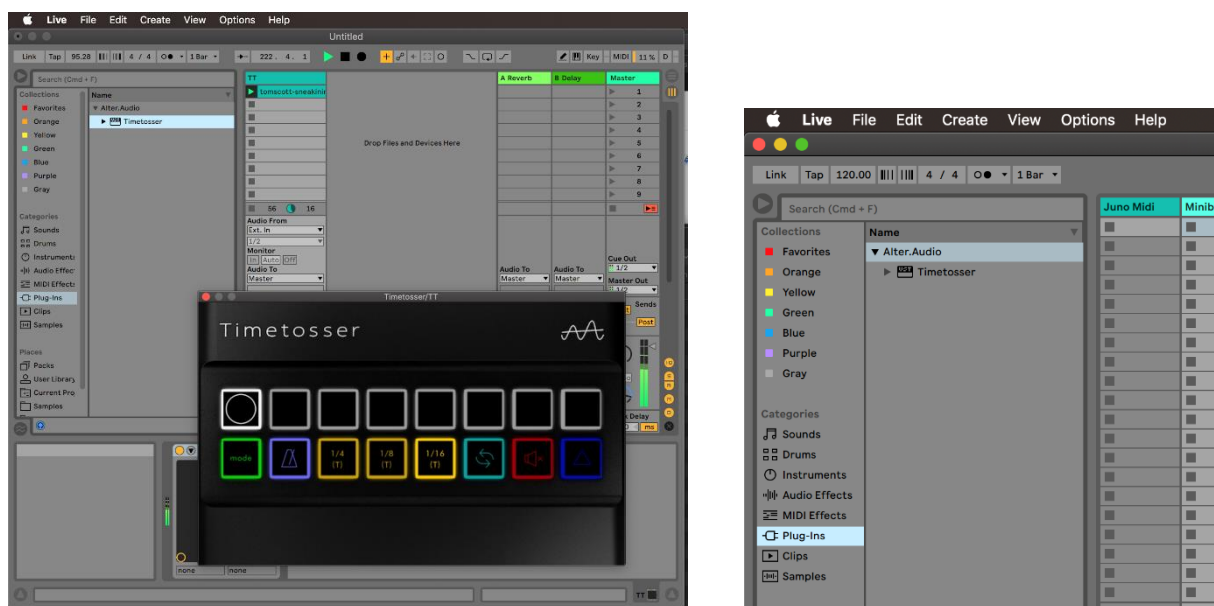 Live File Edit Create View Options Help
Untitled
Link Tap 95.28 4 / 4 1 Bar 222. 4. 1 Key MIDI 11 % D
Search (Cmd + F)
Collections
Favorites
Orange
Yellow
Green
Blue
Purple
Gray
Categories
Sounds
Drums
Instruments
Audio Effec
MIDI Effects
Plug-Ins
Clips
Samples
Places
Packs
User Library
Current Pro
Samples
Name
Alter.Audio
Timetosser
TT
tomscott-sneakin
56 16
Audio From
Ext. In
1/2
Monitor
In Auto Off
Audio To
Master
Drop Files and Devices Here
A Reverb B Delay Master
1
2
3
4
5
6
7
8
9
Audio To Audio To
Master Master
Cue Out
1/2
Master Out
1/2
Sends
Post
Delay
ms
Timetosser/TT
Timetosser
mode 1/4 (T) 1/8 (T) 1/16 (T)
none none
TT
Live File Edit Create View Options Help
Link Tap 120.00 4 / 4 1 Bar
Search (Cmd + F)
Collections
Favorites
Orange
Yellow
Green
Blue
Purple
Gray
Categories
Sounds
Drums
Instruments
Audio Effects
MIDI Effects
Plug-Ins
Clips
Samples
Name
Alter.Audio
Timetosser
Juno Midi Minib